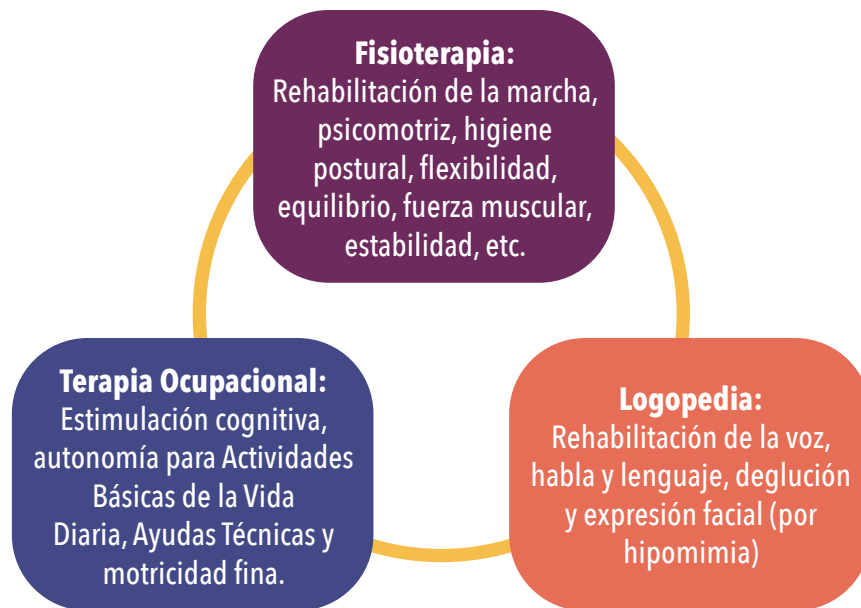 Fisioterapia:
Rehabilitación de la marcha,
psicomotriz, higiene
postural, flexibilidad,
equilibrio, fuerza muscular,
estabilidad, etc.
Terapia Ocupacional:
Estimulación cognitiva,
autonomía para Actividades
Básicas de la Vida
Diaria, Ayudas Técnicas y
motricidad fina.
Logopedia:
Rehabilitación de la voz,
habla y lenguaje, deglución
y expresión facial (por
hipomimia)